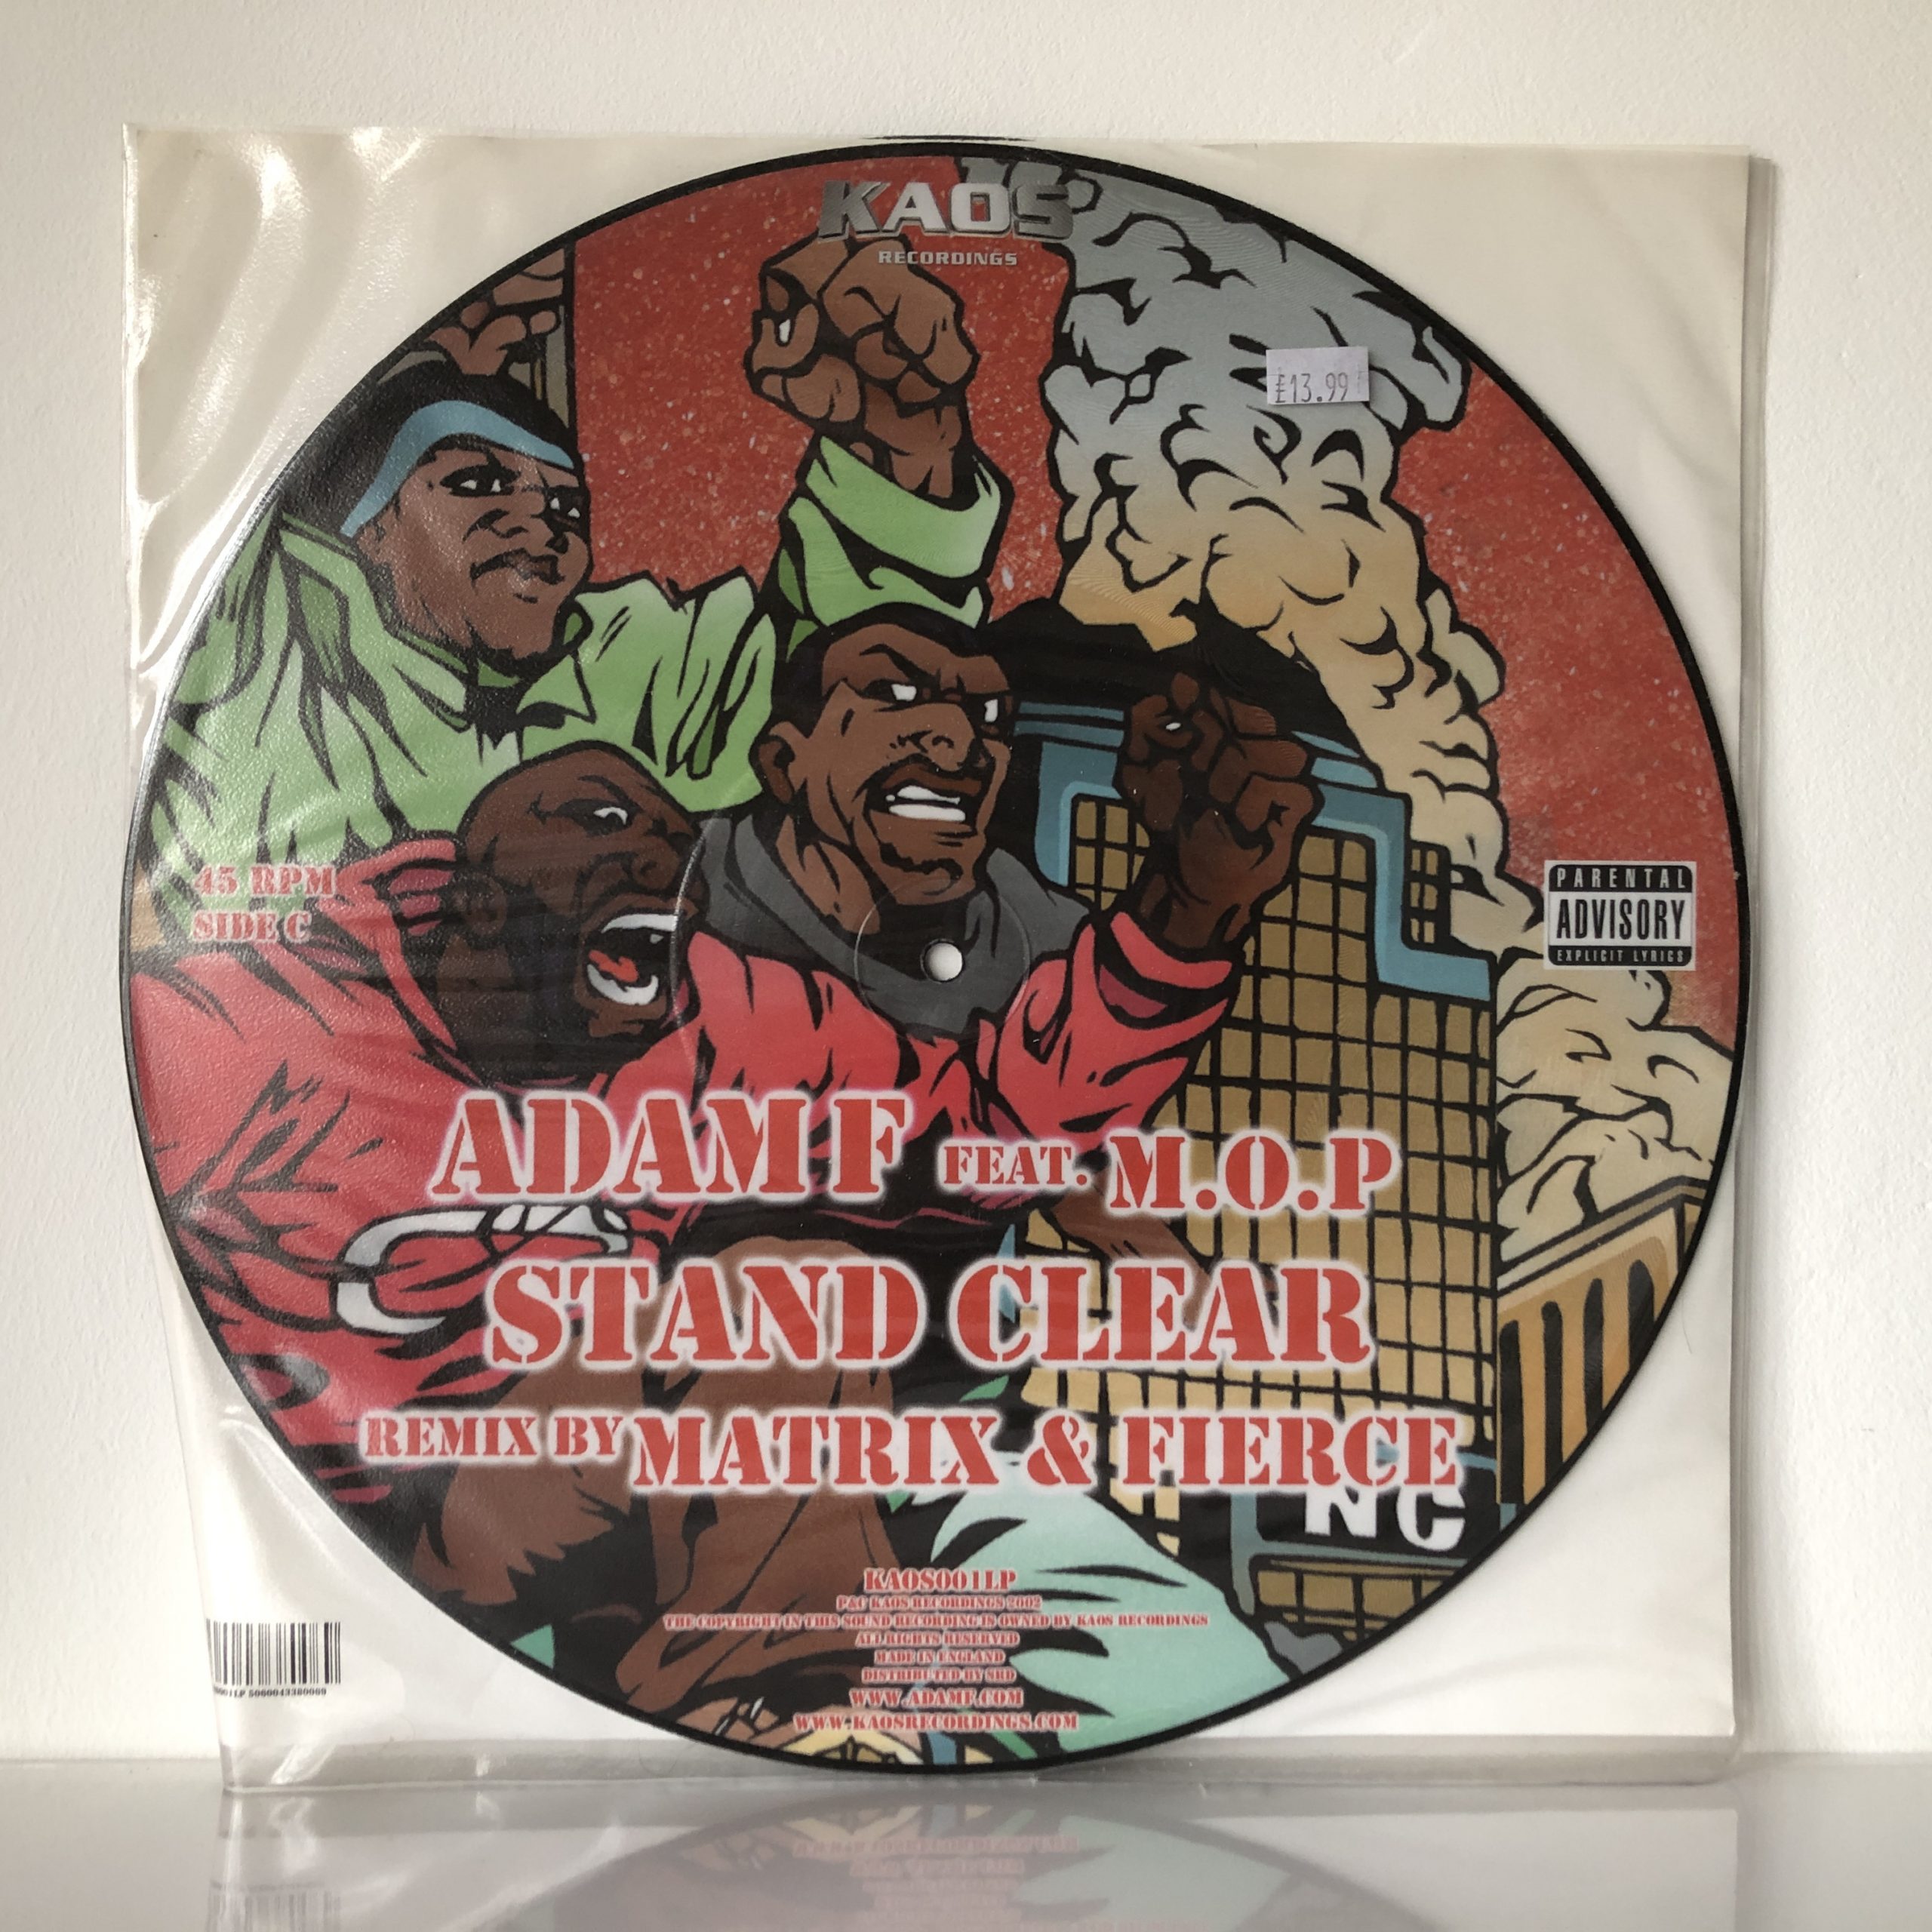 KAOS
RECORDINGS
£13.99
45 RPM
SIDE C
PARENTAL
ADVISORY
EXPLICIT LYRICS
ADAM F FEAT. M.O.P
STAND CLEAR
REMIX BY MATRIX & FIERCE
NC
KAOS001LP
P&C KAOS RECORDINGS 2002
THE COPYRIGHT IN THIS SOUND RECORDING IS OWNED BY KAOS RECORDINGS
ALL RIGHTS RESERVED
MADE IN ENGLAND
DISTRIBUTED BY SRD
WWW.ADAMF.COM
WWW.KAOSRECORDINGS.COM
001LP 5060043380069